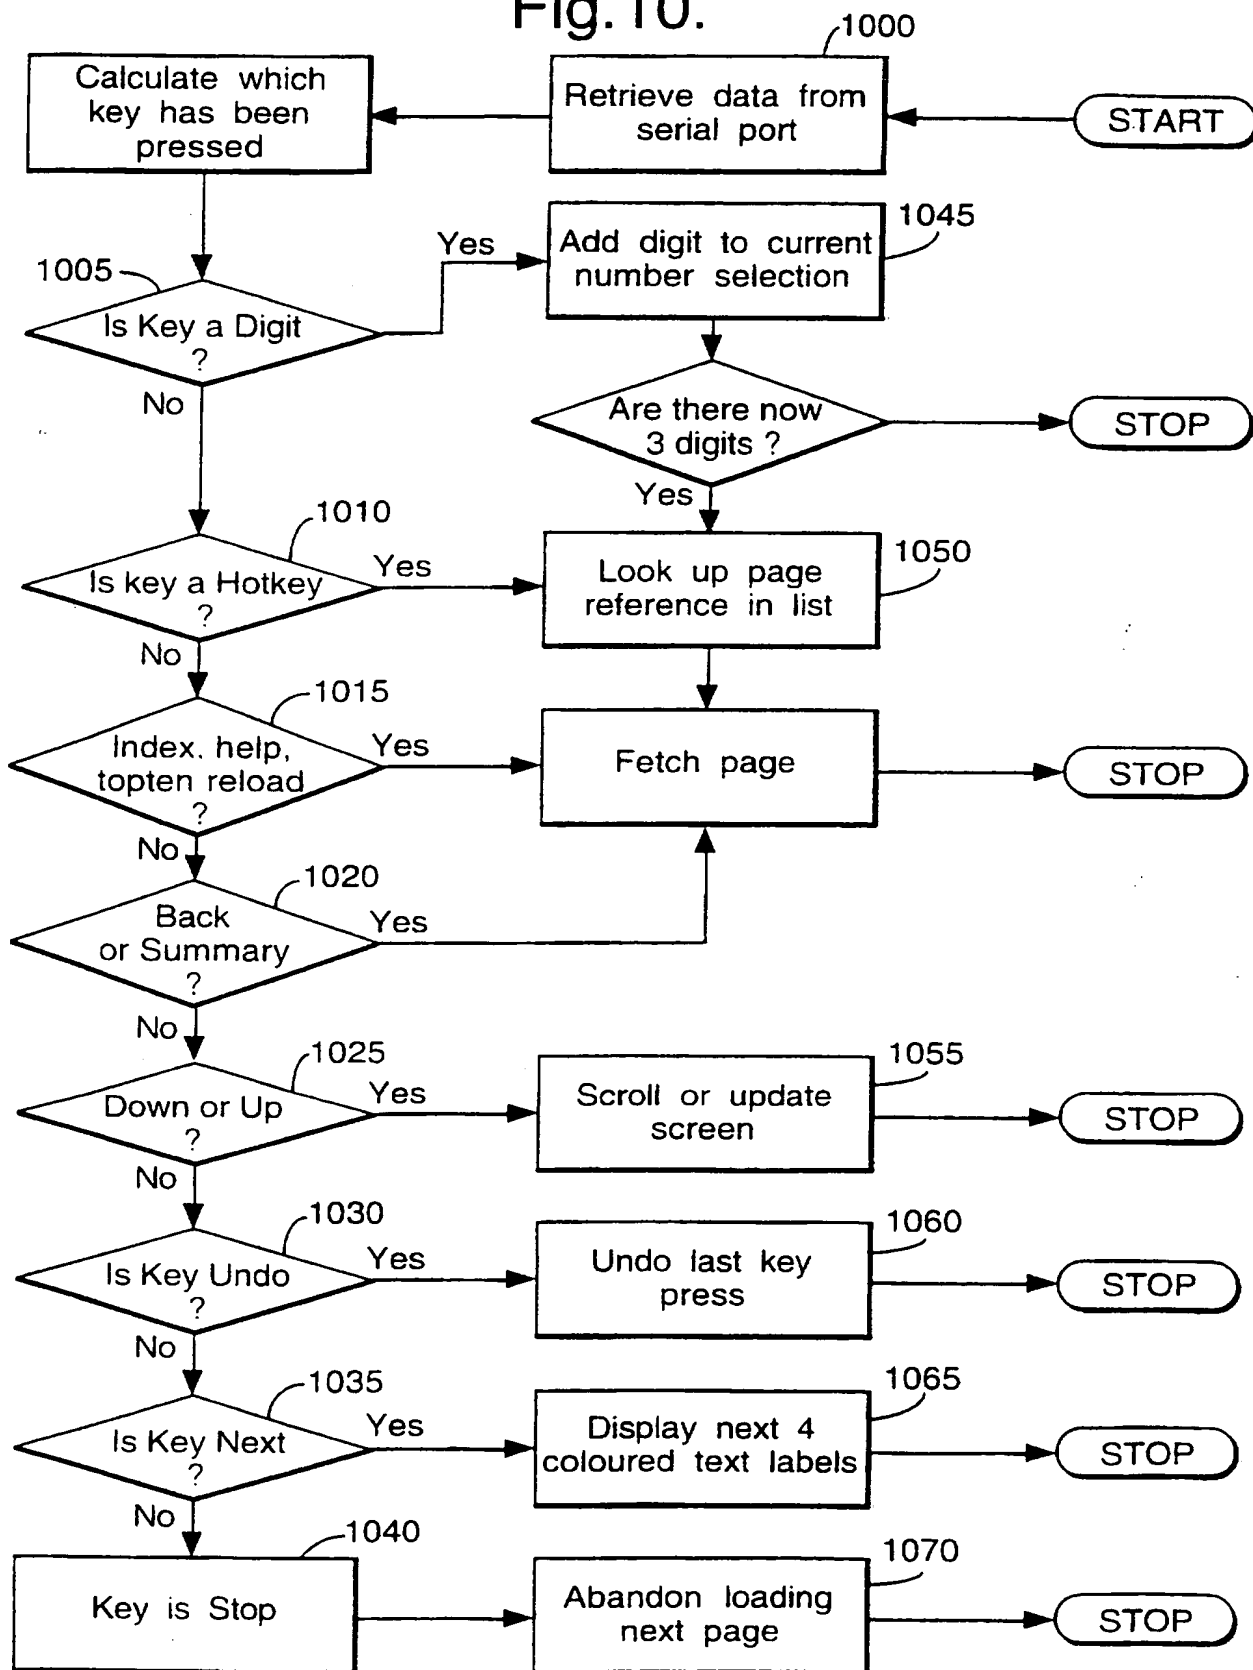 Fig.10.
1000
Calculate which
key has been
pressed
Retrieve data from
serial port
START
1045
Yes
Add digit to current
number selection
1005
Is Key a Digit
?
No
Are there now
3 digits ?
STOP
Yes
1010
Is key a Hotkey
?
Yes
1050
Look up page
reference in list
No
1015
Index, help,
topten reload
?
Yes
Fetch page
STOP
No
1020
Back
or Summary
?
Yes
No
1025
Down or Up
?
Yes
1055
Scroll or update
screen
STOP
No
1030
Is Key Undo
?
Yes
1060
Undo last key
press
STOP
No
1035
Is Key Next
?
Yes
1065
Display next 4
coloured text labels
STOP
No
1040
Key is Stop
1070
Abandon loading
next page
STOP